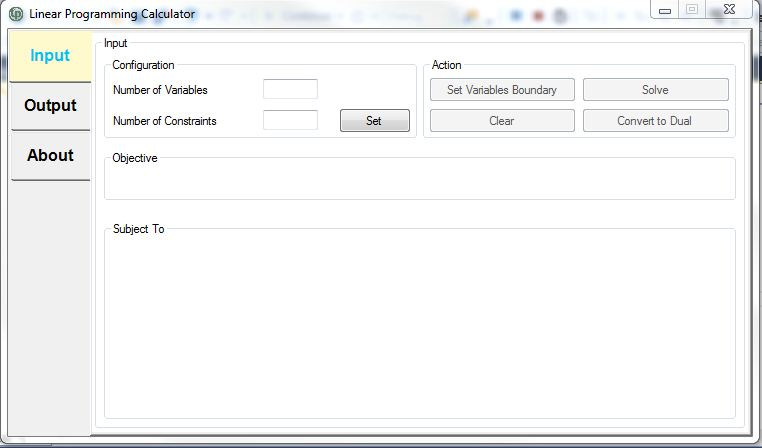 Linear Programming Calculator
Input
Output
About
Input
Configuration
Number of Variables
Number of Constraints
Set
Action
Set Variables Boundary
Solve
Clear
Convert to Dual
Objective
Subject To